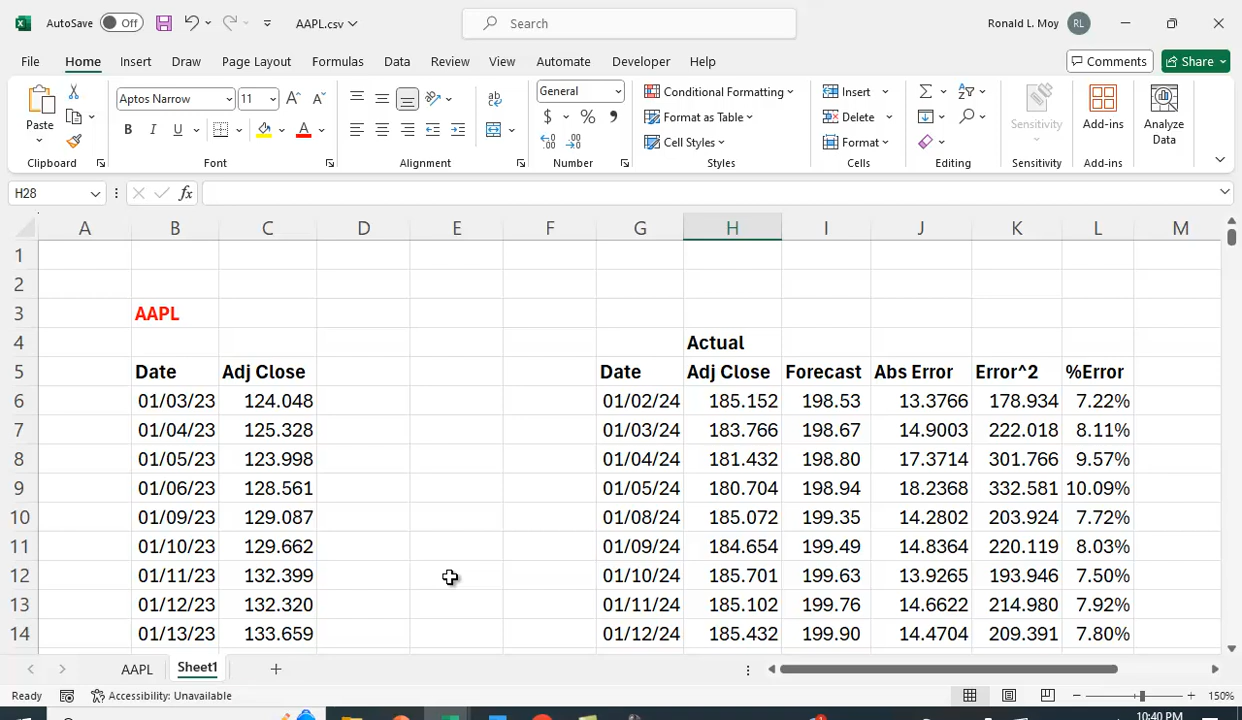 AutoSave Off AAPL.csv Search Ronald L. Moy RL
File Home Insert Draw Page Layout Formulas Data Review View Automate Developer Help Comments Share
Paste Aptos Narrow 11 General Conditional Formatting Insert Sensitivity Add-ins Analyze Data
B I U A $ % Format as Table Delete
Cell Styles Format
Clipboard Font Alignment Number Styles Cells Editing Sensitivity Add-ins
H28 fx
A B C D E F G H I J K L M
1
2
3 AAPL
4 Actual
5 Date Adj Close Date Adj Close Forecast Abs Error Error^2 %Error
6 01/03/23 124.048 01/02/24 185.152 198.53 13.3766 178.934 7.22%
7 01/04/23 125.328 01/03/24 183.766 198.67 14.9003 222.018 8.11%
8 01/05/23 123.998 01/04/24 181.432 198.80 17.3714 301.766 9.57%
9 01/06/23 128.561 01/05/24 180.704 198.94 18.2368 332.581 10.09%
10 01/09/23 129.087 01/08/24 185.072 199.35 14.2802 203.924 7.72%
11 01/10/23 129.662 01/09/24 184.654 199.49 14.8364 220.119 8.03%
12 01/11/23 132.399 01/10/24 185.701 199.63 13.9265 193.946 7.50%
13 01/12/23 132.320 01/11/24 185.102 199.76 14.6622 214.980 7.92%
14 01/13/23 133.659 01/12/24 185.432 199.90 14.4704 209.391 7.80%
AAPL Sheet1
Ready Accessibility: Unavailable 150%
10:40 PM